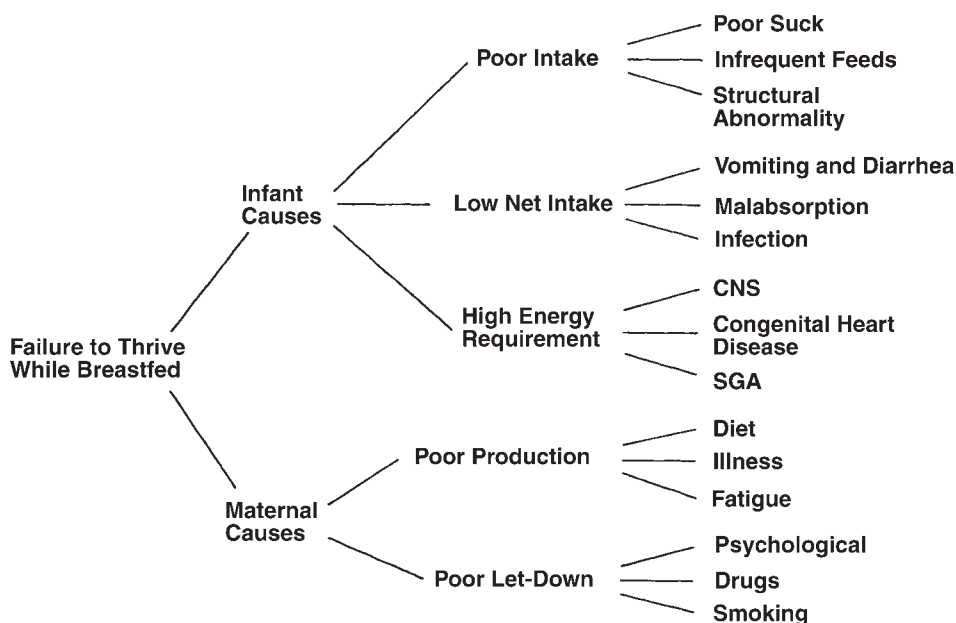 Poor Suck
Poor Intake
Infrequent Feeds
Structural
Abnormality
Vomiting and Diarrhea
Infant
Causes
Low Net Intake
Malabsorption
Infection
CNS
High Energy
Requirement
Congenital Heart
Disease
SGA
Failure to Thrive
While Breastfed
Diet
Poor Production
Illness
Fatigue
Maternal
Causes
Psychological
Poor Let-Down
Drugs
Smoking